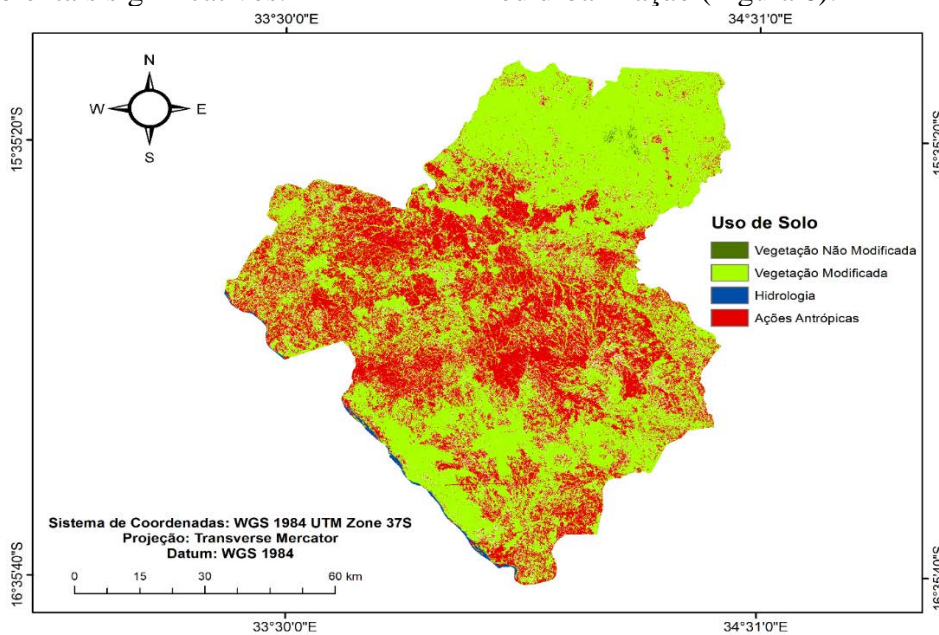 33°30'0"E 34°31'0"E
N
W E
S
15°35'20"S 15°35'20"S
Uso de Solo
Vegetação Não Modificada
Vegetação Modificada
Hidrologia
Ações Antrópicas
Sistema de Coordenadas: WGS 1984 UTM Zone 37S
Projeção: Transverse Mercator
Datum: WGS 1984
0 15 30 60 km
16°35'40"S 16°35'40"S
33°30'0"E 34°31'0"E